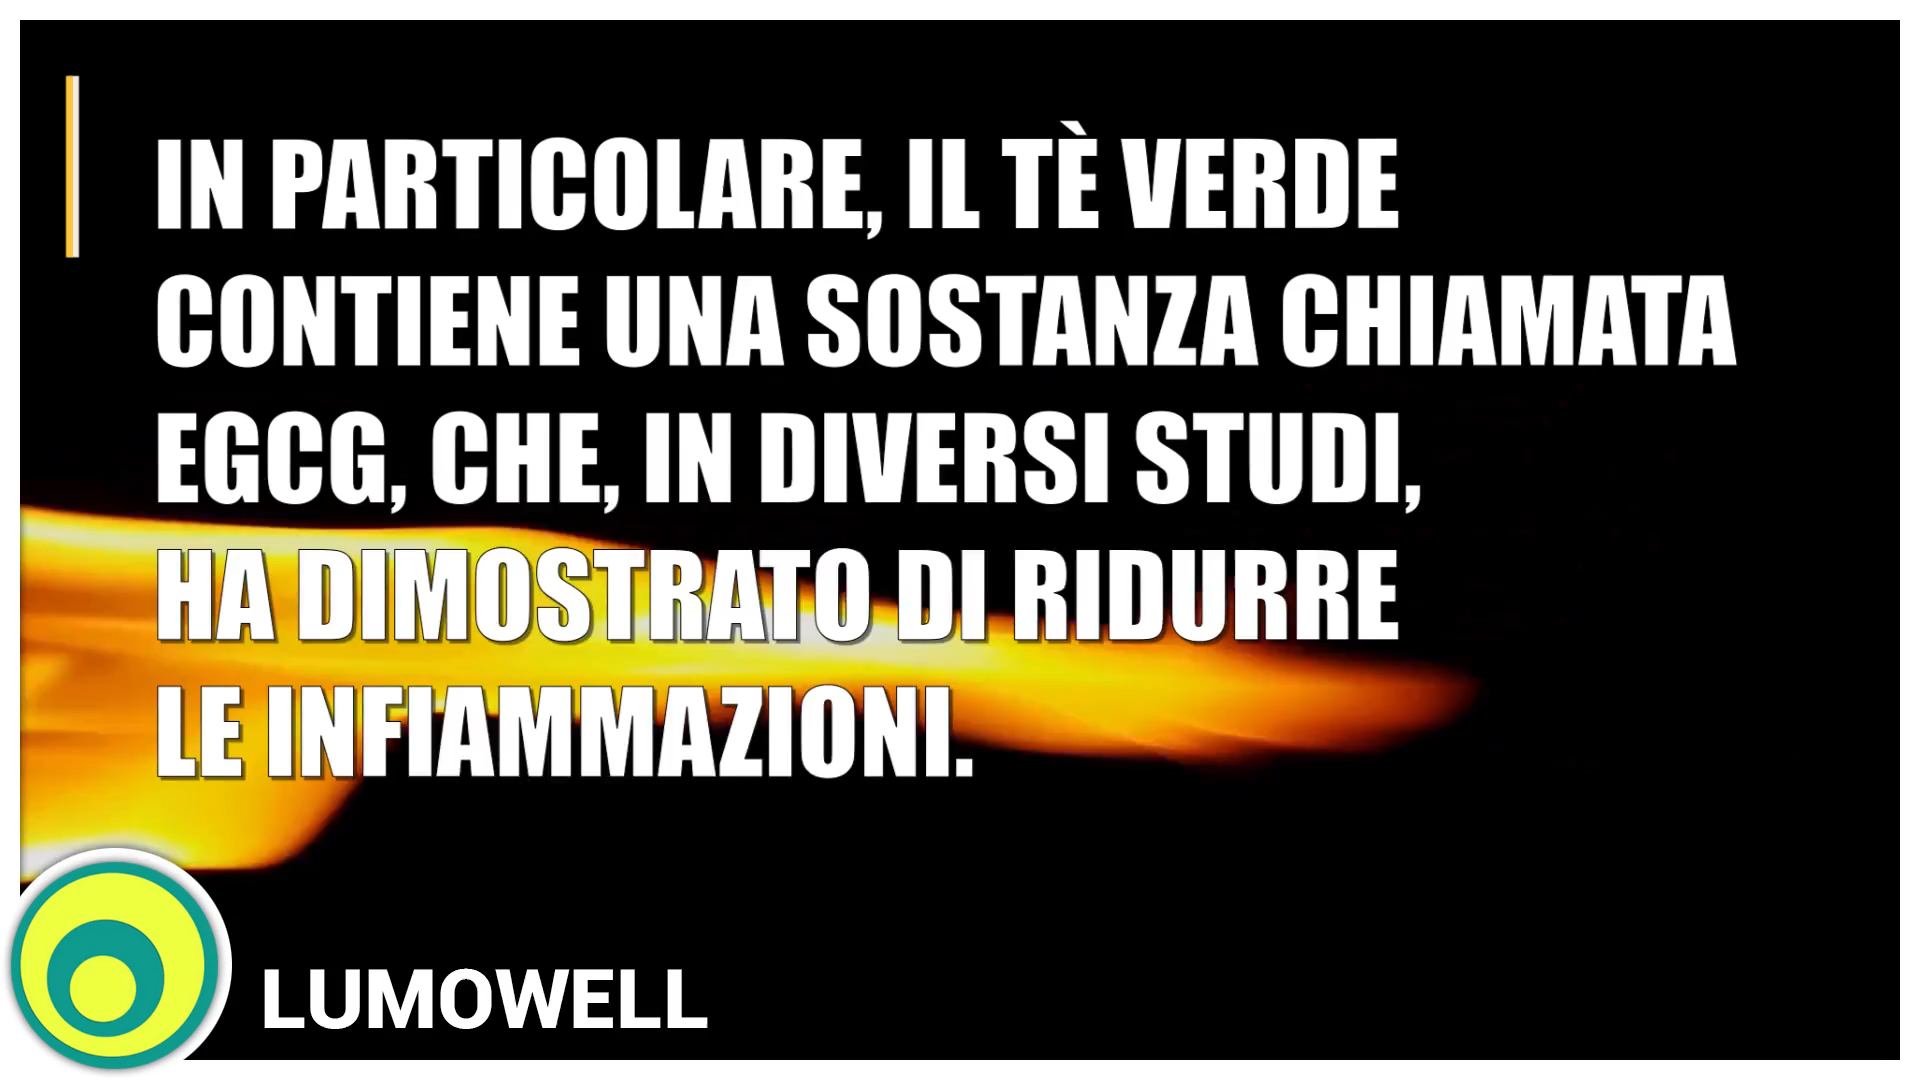 IN PARTICOLARE, IL TÈ VERDE
CONTIENE UNA SOSTANZA CHIAMATA
EGCG, CHE, IN DIVERSI STUDI,
HA DIMOSTRATO DI RIDURRE
LE INFIAMMAZIONI.
LUMOWELL